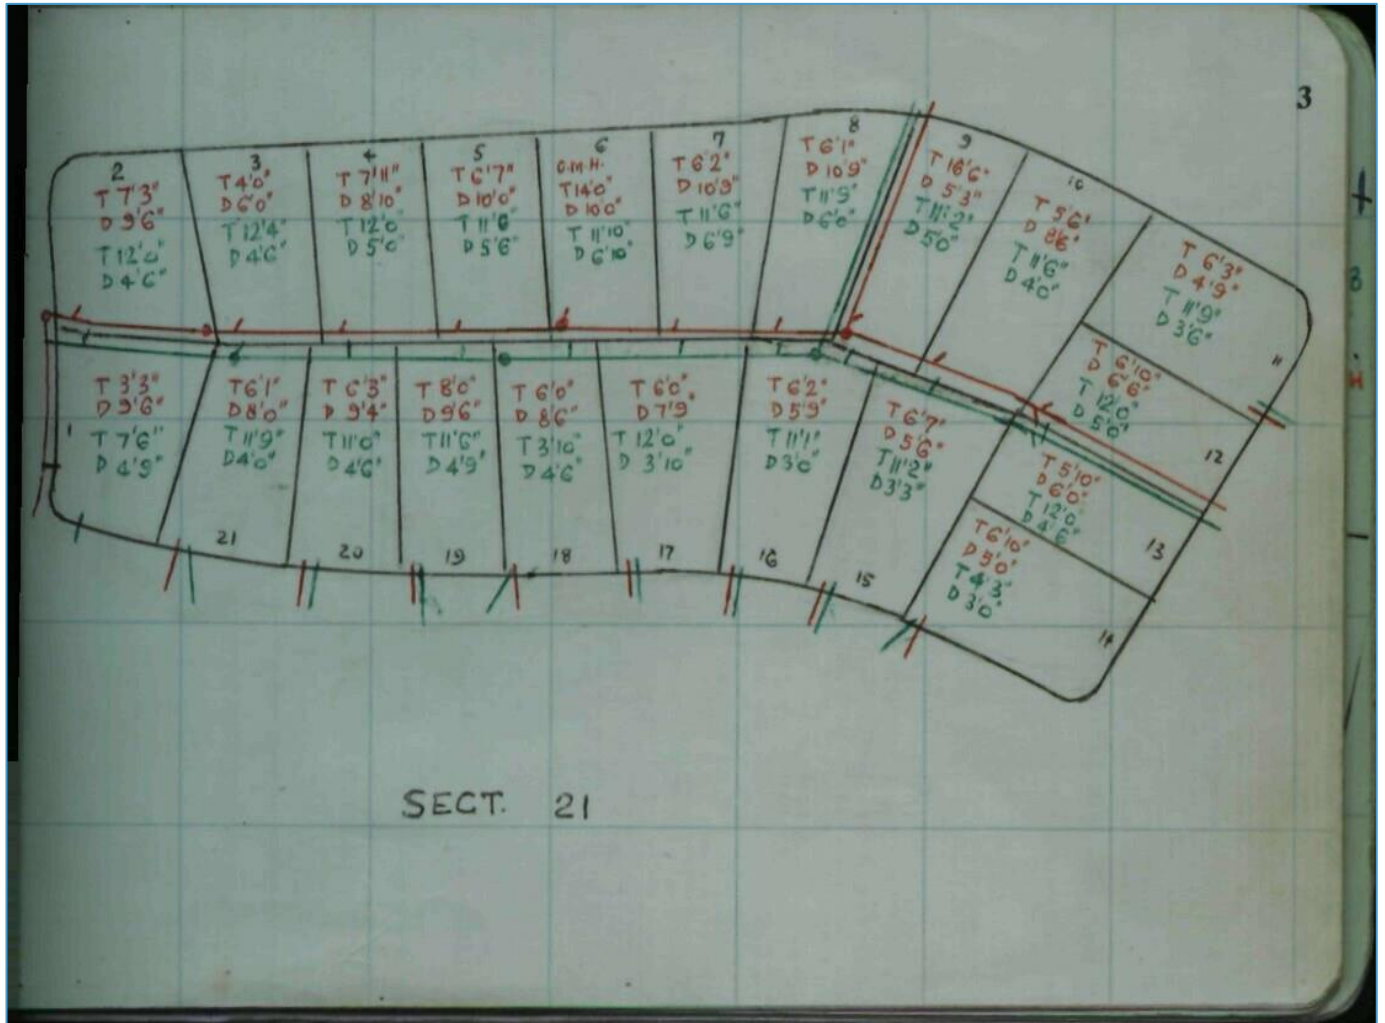 3
2
T 7'3"
D 9'6"
T 12'0"
D 4'6"
3
T 4'0"
D 6'0"
T 12'4"
D 4'6"
4
T 7'11"
D 8'10"
T 12'0"
D 5'0"
5
T 6'7"
D 10'0"
T 11'6"
D 5'6"
6
C.M.H.
T 14'0"
D 10'0"
T 11'10"
D 6'10"
7
T 6'2"
D 10'9"
T 11'6"
D 6'9"
8
T 6'1"
D 10'9"
T 11'9"
D 6'0"
9
T 16'6"
D 5'3"
T 11'2"
D 5'0"
10
T 5'6"
D 8'6"
T 11'6"
D 4'0"
T 6'3"
D 4'9"
T 11'9"
D 3'6"
11
T 6'10"
D 6'6"
T 12'0"
D 5'0"
12
T 3'3"
D 9'6"
1
T 7'6"
D 4'9"
T 6'1"
D 8'0"
T 11'9"
D 4'0"
21
T 6'3"
D 9'4"
T 11'0"
D 4'6"
20
T 8'0"
D 9'6"
T 11'6"
D 4'9"
19
T 6'0"
D 8'6"
T 3'10"
D 4'6"
18
T 6'0"
D 7'9"
T 12'0"
D 3'10"
17
T 6'2"
D 5'9"
T 11'1"
D 3'0"
16
T 6'7"
D 5'6"
T 11'2"
D 3'3"
15
T 5'10"
D 6'0"
T 12'0
D 4'6"
13
T 6'10"
D 5'0"
T 4'3"
D 3'0"
14
SECT. 21